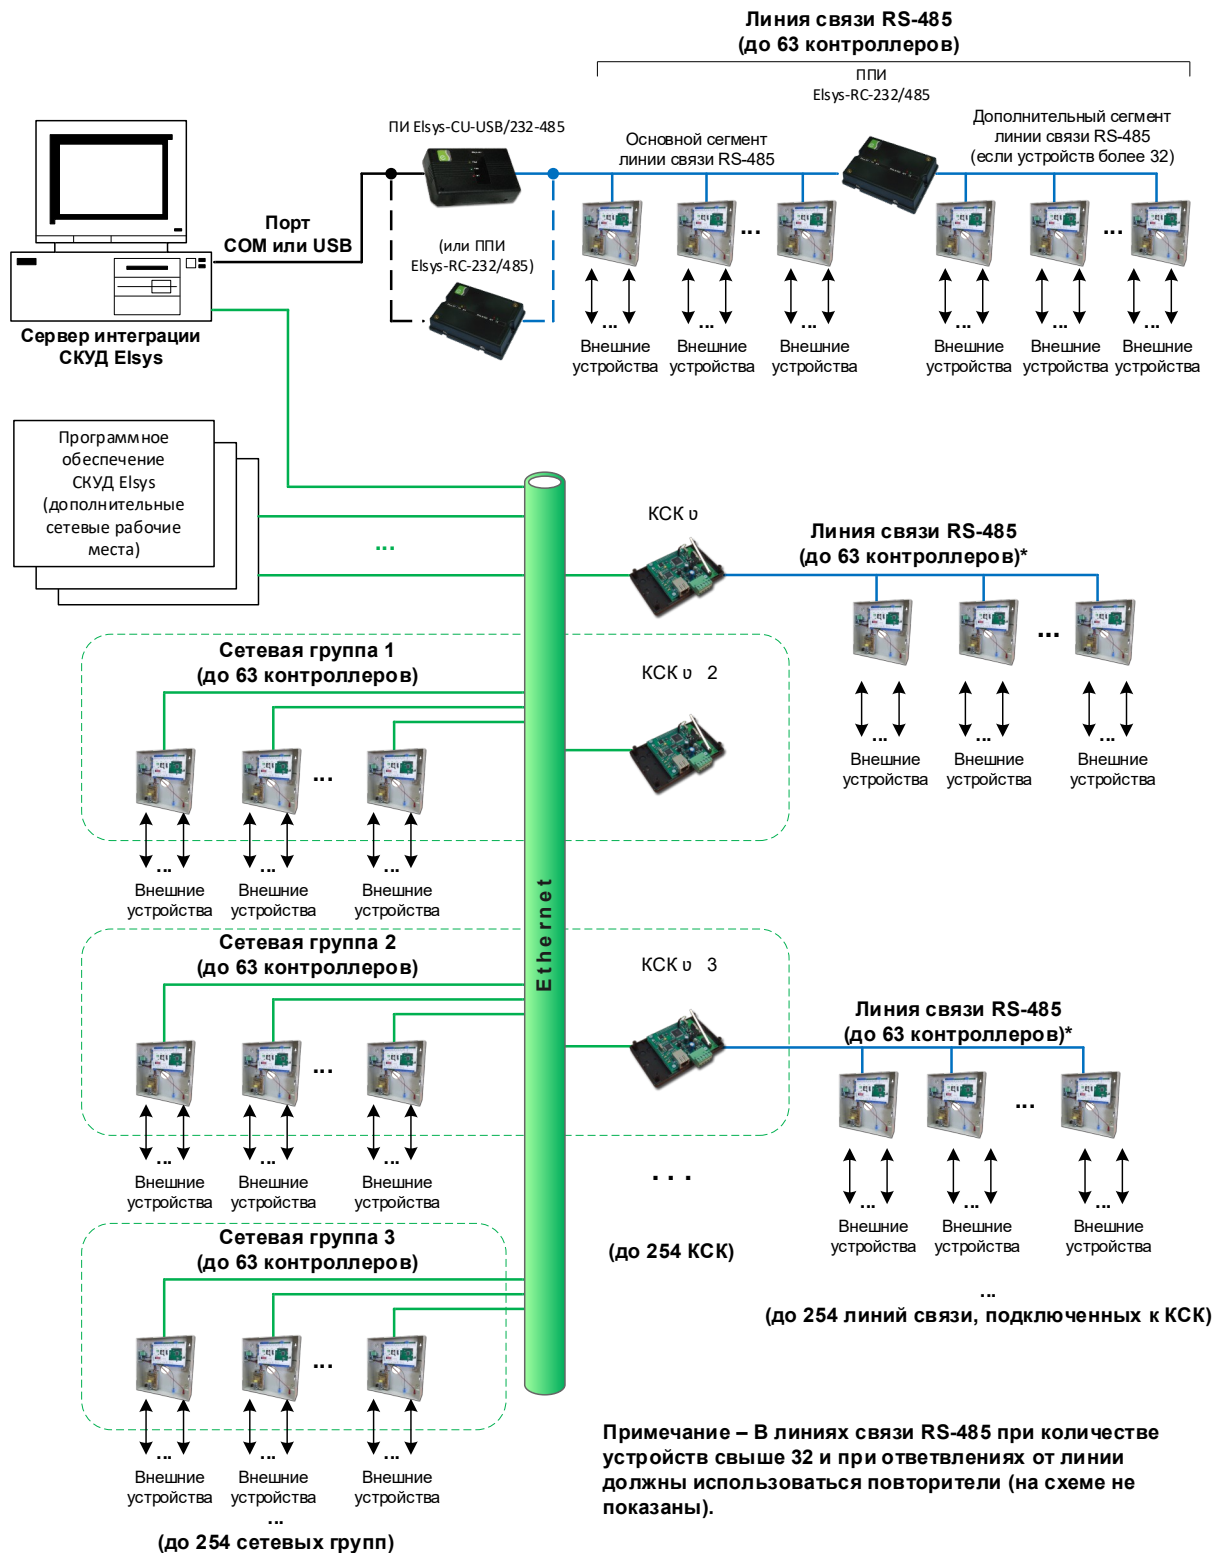 Линия связи RS-485
(до 63 контроллеров)
ППИ
Elsys-RC-232/485
ПИ Elsys-CU-USB/232-485
Основной сегмент
линии связи RS-485
Дополнительный сегмент
линии связи RS-485
(если устройств более 32)
Порт
COM или USB
(или ППИ
Elsys-RC-232/485)
...
...
...
...
...
...
...
...
Внешние
устройства
Внешние
устройства
Внешние
устройства
Внешние
устройства
Внешние
устройства
Внешние
устройства
Сервер интеграции
СКУД Elsys
Программное
обеспечение
СКУД Elsys
(дополнительные
сетевые рабочие
места)
...
КСК υ
Линия связи RS-485
(до 63 контроллеров)*
...
...
...
...
Внешние
устройства
Внешние
устройства
Внешние
устройства
Сетевая группа 1
(до 63 контроллеров)
КСК υ 2
...
...
...
...
Внешние
устройства
Внешние
устройства
Внешние
устройства
Ethernet
Сетевая группа 2
(до 63 контроллеров)
КСК υ 3
Линия связи RS-485
(до 63 контроллеров)*
...
...
...
...
Внешние
устройства
Внешние
устройства
Внешние
устройства
...
...
...
...
Внешние
устройства
Внешние
устройства
Внешние
устройства
. . .
(до 254 КСК)
...
(до 254 линий связи, подключенных к КСК)
Сетевая группа 3
(до 63 контроллеров)
...
...
...
...
Внешние
устройства
Внешние
устройства
Внешние
устройства
...
(до 254 сетевых групп)
Примечание – В линиях связи RS-485 при количестве
устройств свыше 32 и при ответвлениях от линии
должны использоваться повторители (на схеме не
показаны).